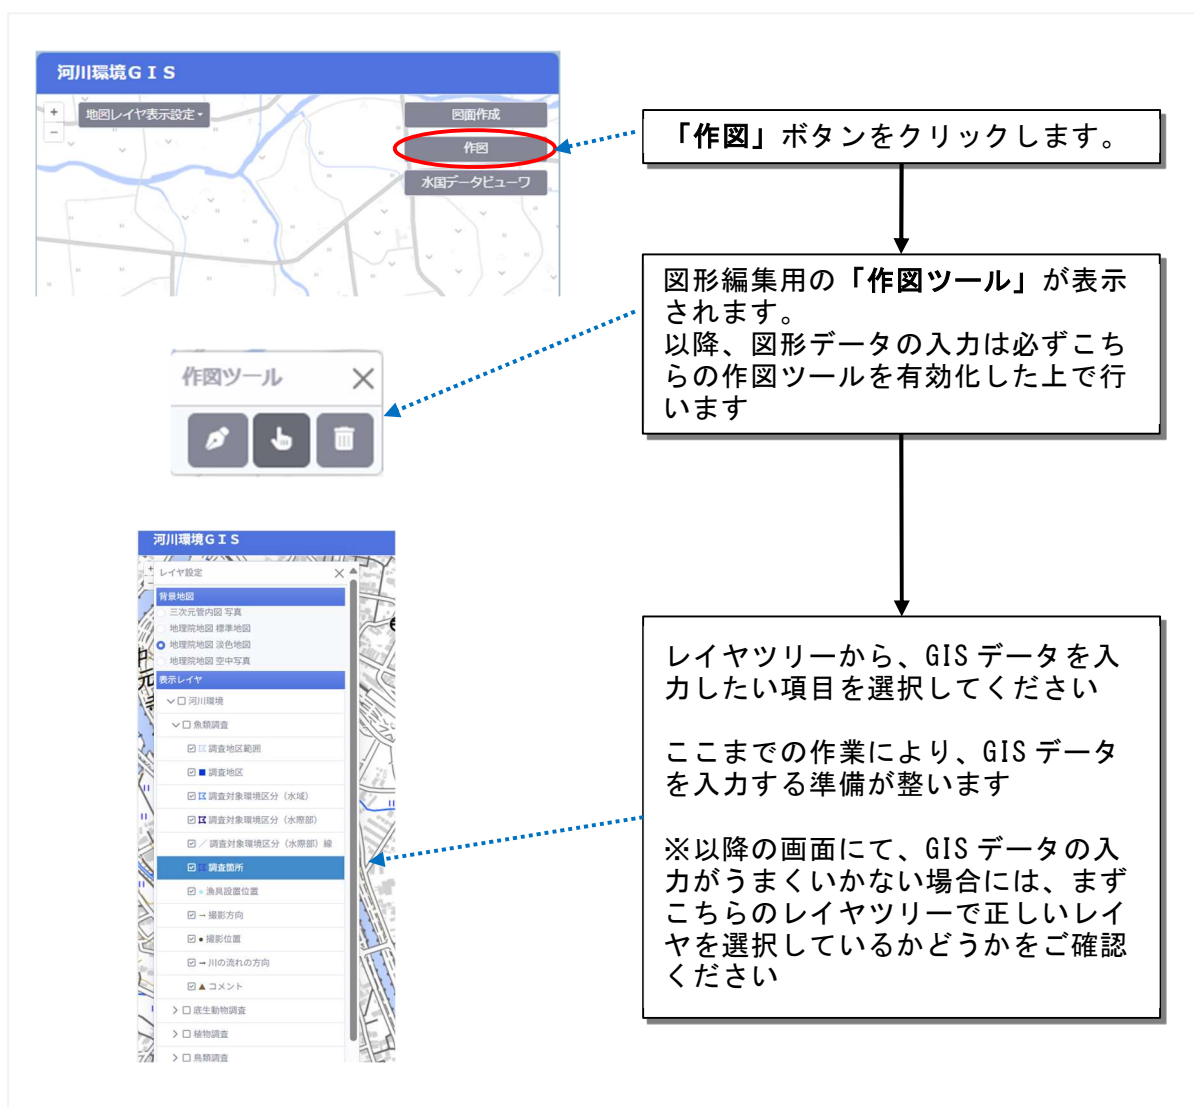 河川環境GIS
+
−
地図レイヤ表示設定
図面作成
作図
水国データビューワ
「作図」ボタンをクリックします。
図形編集用の「作図ツール」が表示
されます。
以降、図形データの入力は必ずこち
らの作図ツールを有効化した上で行
います
作図ツール
河川環境GIS
レイヤ設定
背景地図
三次元管内図 写真
地理院地図 標準地図
地理院地図 淡色地図
地理院地図 空中写真
表示レイヤ
河川環境
魚類調査
調査地区範囲
調査地区
調査対象環境区分（水域）
調査対象環境区分（水際部）
調査対象環境区分（水際部）線
調査箇所
漁具設置位置
撮影方向
撮影位置
川の流れの方向
コメント
底生動物調査
植物調査
鳥類調査
レイヤツリーから、GISデータを入
力したい項目を選択してください
ここまでの作業により、GISデータ
を入力する準備が整います
※以降の画面にて、GISデータの入
力がうまくいかない場合には、まず
こちらのレイヤツリーで正しいレイ
ヤを選択しているかどうかをご確認
ください